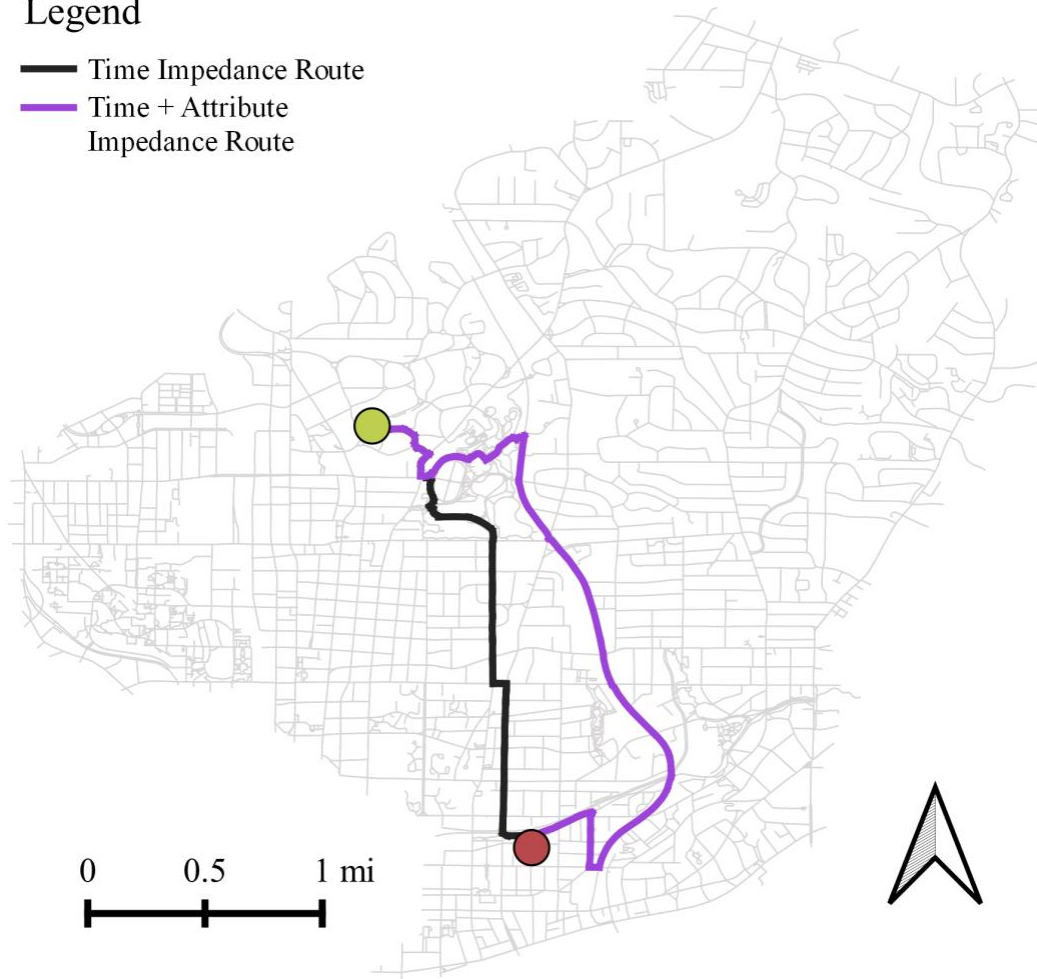 Legend
Time Impedance Route
Time + Attribute
Impedance Route
0 0.5 1 mi